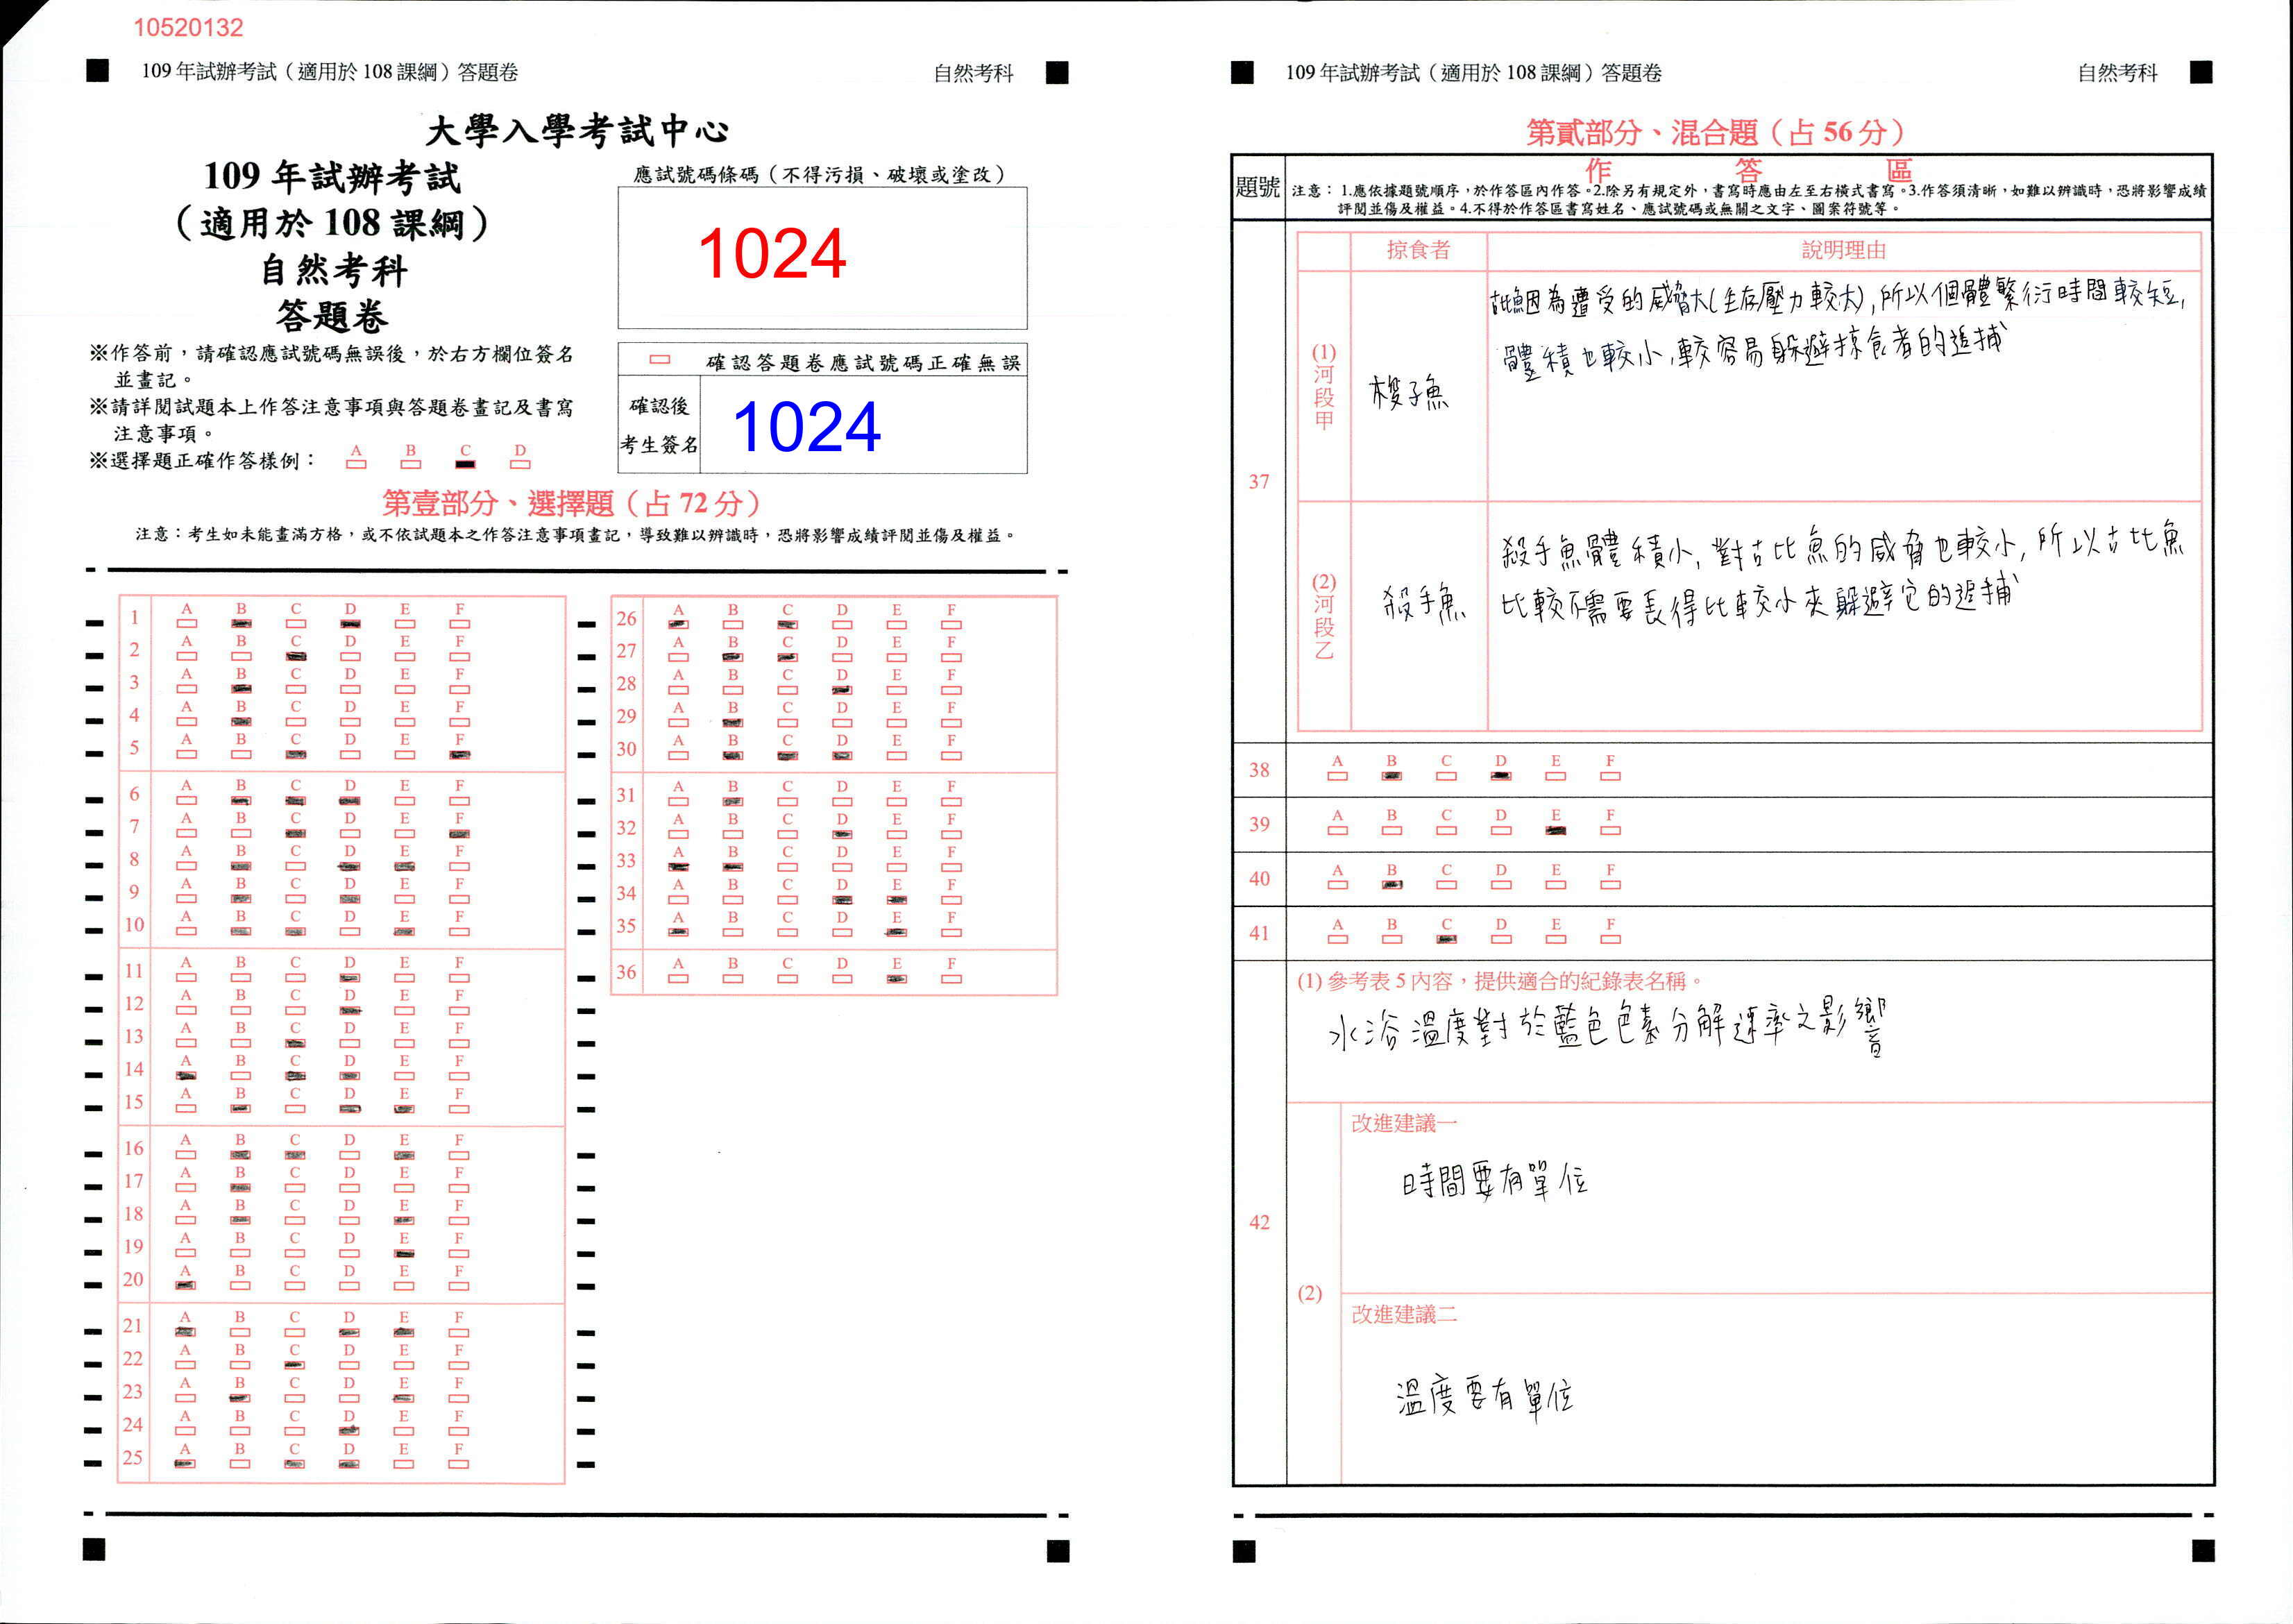 10520132
109 年試辦考試（適用於 108 課綱）答題卷
自然考科
大學入學考試中心
109 年試辦考試
（適用於 108 課綱）
自然考科
答題卷
應試號碼條碼（不得污損、破壞或塗改）
1024
確認答題卷應試號碼正確無誤
確認後
考生簽名
1024
※作答前，請確認應試號碼無誤後，於右方欄位簽名
並畫記。
※請詳閱試題本上作答注意事項與答題卷畫記及書寫
注意事項。
※選擇題正確作答樣例： A B C D
第壹部分、選擇題（占 72 分）
注意：考生如未能畫滿方格，或不依試題本之作答注意事項畫記，導致難以辨識時，恐將影響成績評閱並傷及權益。
1 A B C D E F
2 A B C D E F
3 A B C D E F
4 A B C D E F
5 A B C D E F
6 A B C D E F
7 A B C D E F
8 A B C D E F
9 A B C D E F
10 A B C D E F
11 A B C D E F
12 A B C D E F
13 A B C D E F
14 A B C D E F
15 A B C D E F
16 A B C D E F
17 A B C D E F
18 A B C D E F
19 A B C D E F
20 A B C D E F
21 A B C D E F
22 A B C D E F
23 A B C D E F
24 A B C D E F
25 A B C D E F
26 A B C D E F
27 A B C D E F
28 A B C D E F
29 A B C D E F
30 A B C D E F
31 A B C D E F
32 A B C D E F
33 A B C D E F
34 A B C D E F
35 A B C D E F
36 A B C D E F
109 年試辦考試（適用於 108 課綱）答題卷
自然考科
第貳部分、混合題（占 56 分）
題號
作 答 區
注意：1.應依據題號順序，於作答區內作答。2.除另有規定外，書寫時應由左至右橫式書寫。3.作答須清晰，如難以辨識時，恐將影響成績
評閱並傷及權益。4.不得於作答區書寫姓名、應試號碼或無關之文字、圖案符號等。
37
掠食者
說明理由
(1)河段甲
梭子魚
古比魚因為遭受的威脅大(生存壓力較大),所以個體繁衍時間較短,
體積也較小,較容易躲避掠食者的追捕
(2)河段乙
殺手魚
殺手魚體積小,對古比魚的威脅也較小,所以古比魚
比較不需要長得比較小來躲避它的追捕
38 A B C D E F
39 A B C D E F
40 A B C D E F
41 A B C D E F
42
(1) 參考表 5 內容，提供適合的紀錄表名稱。
水浴溫度對於藍色色素分解速率之影響
(2)
改進建議一
時間要有單位
改進建議二
溫度要有單位